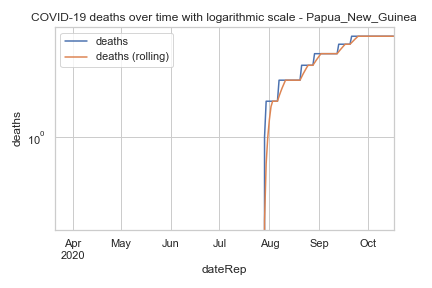 COVID-19 deaths over time with logarithmic scale - Papua_New_Guinea
deaths
deaths (rolling)
deaths
10⁰
Apr May Jun Jul Aug Sep Oct
2020
dateRep